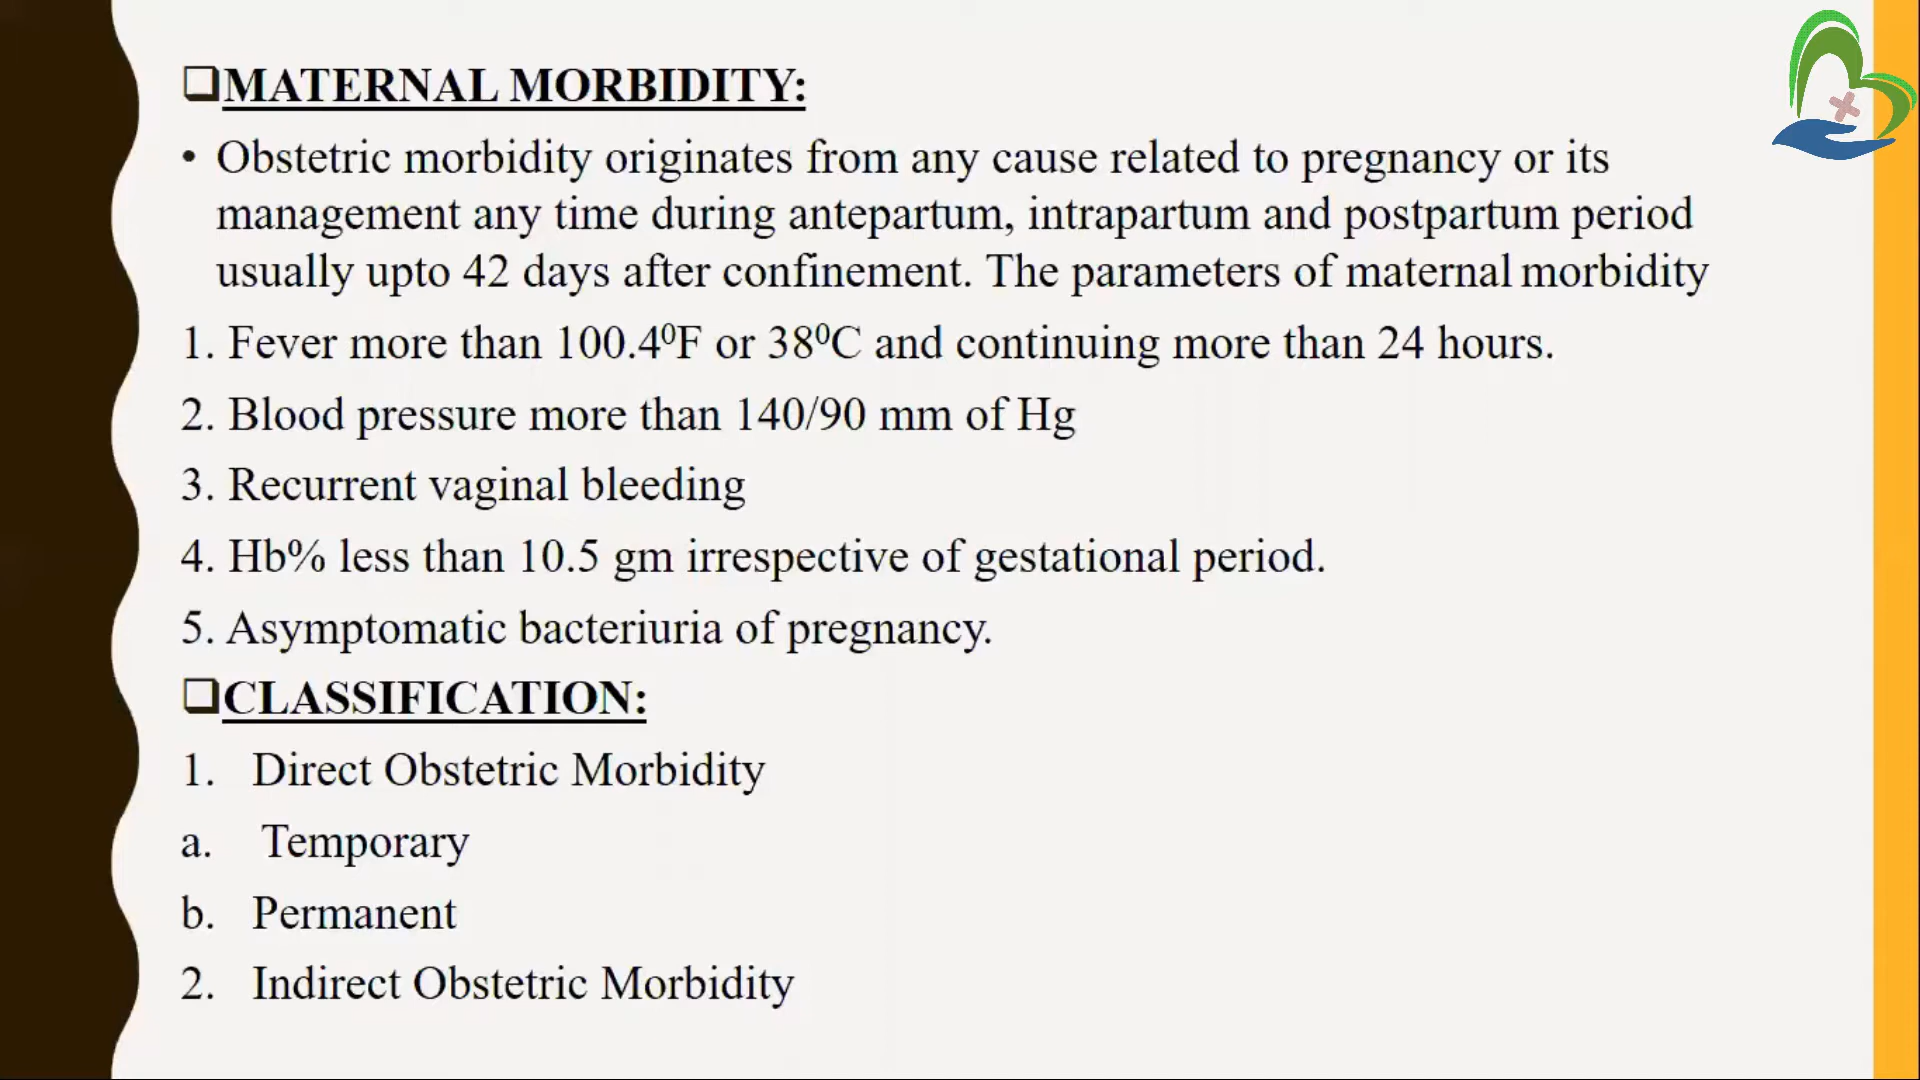 ❑MATERNAL MORBIDITY:
• Obstetric morbidity originates from any cause related to pregnancy or its
management any time during antepartum, intrapartum and postpartum period
usually upto 42 days after confinement. The parameters of maternal morbidity
1. Fever more than 100.4⁰F or 38⁰C and continuing more than 24 hours.
2. Blood pressure more than 140/90 mm of Hg
3. Recurrent vaginal bleeding
4. Hb% less than 10.5 gm irrespective of gestational period.
5. Asymptomatic bacteriuria of pregnancy.
❑CLASSIFICATION:
1. Direct Obstetric Morbidity
a. Temporary
b. Permanent
2. Indirect Obstetric Morbidity